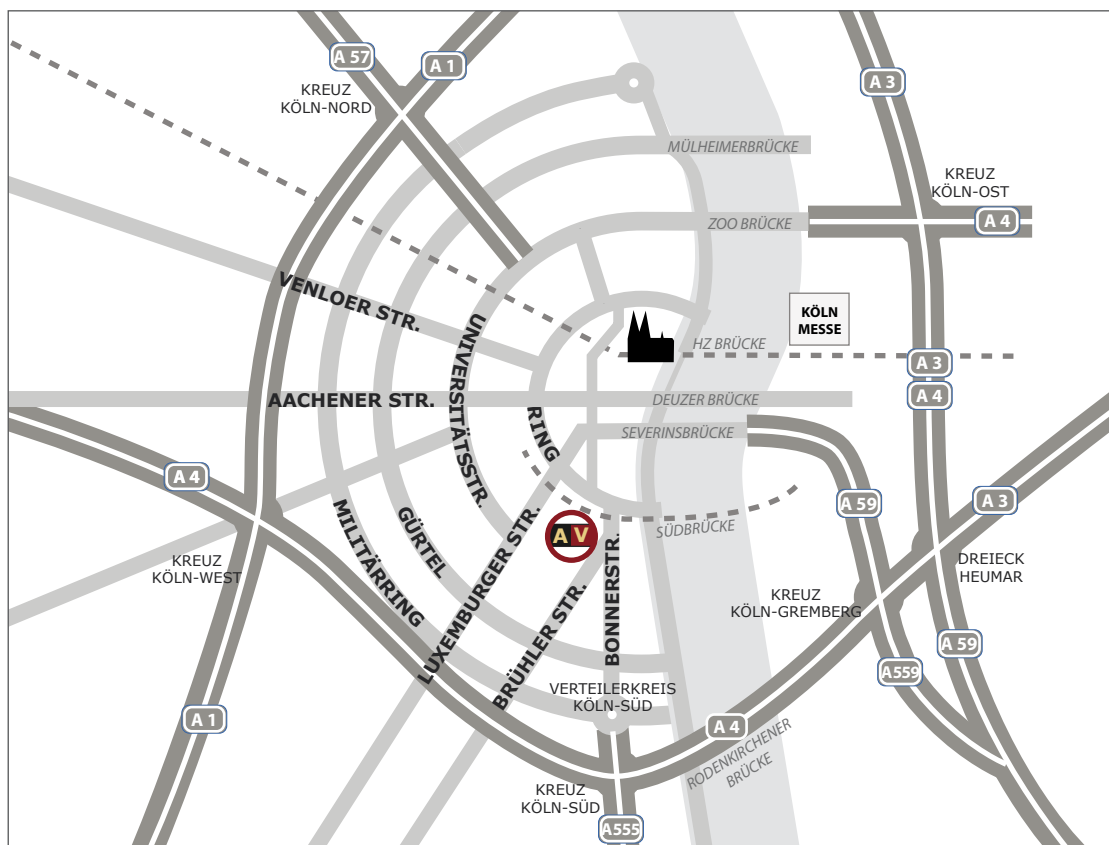 A 57
A 1
KREUZ
KÖLN-NORD
A 3
MÜLHEIMERBRÜCKE
KREUZ
KÖLN-OST
ZOO BRÜCKE
A 4
VENLOER STR.
UNIVERSITÄTSSTR.
KÖLN
MESSE
HZ BRÜCKE
A 3
A 4
AACHENER STR.
RING
DEUZER BRÜCKE
SEVERINSBRÜCKE
A 4
A 59
A 3
MILITÄRRING
GÜRTEL
LUXEMBURGER STR.
AV
SÜDBRÜCKE
KREUZ
KÖLN-WEST
BRÜHLER STR.
BONNERSTR.
DREIECK
HEUMAR
KREUZ
KÖLN-GREMBERG
A 59
A559
VERTEILERKREIS
KÖLN-SÜD
A 1
A 4
RODENKIRCHENER
BRÜCKE
KREUZ
KÖLN-SÜD
A555